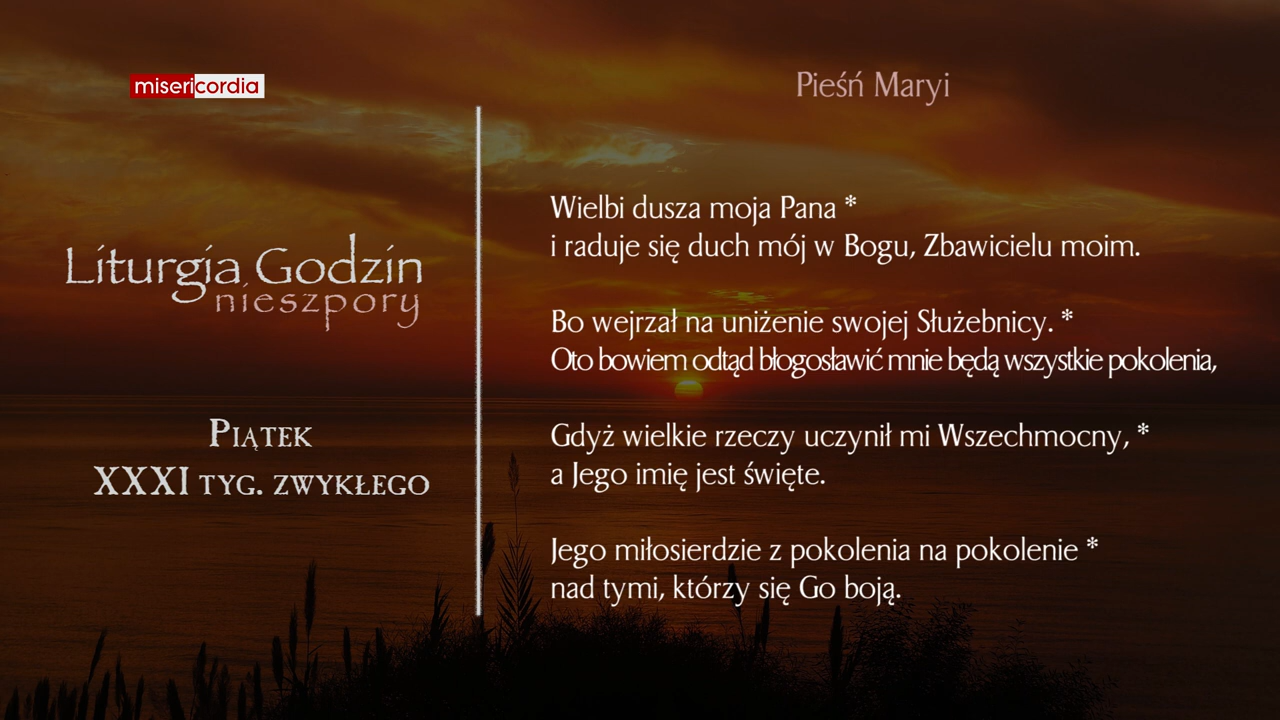 misericordia
Liturgia Godzin
nieszpory
Piątek
XXXI tyg. zwykłego
Pieśń Maryi
Wielbi dusza moja Pana *
i raduje się duch mój w Bogu, Zbawicielu moim.
Bo wejrzał na uniżenie swojej Służebnicy. *
Oto bowiem odtąd błogosławić mnie będą wszystkie pokolenia,
Gdyż wielkie rzeczy uczynił mi Wszechmocny, *
a Jego imię jest święte.
Jego miłosierdzie z pokolenia na pokolenie *
nad tymi, którzy się Go boją.